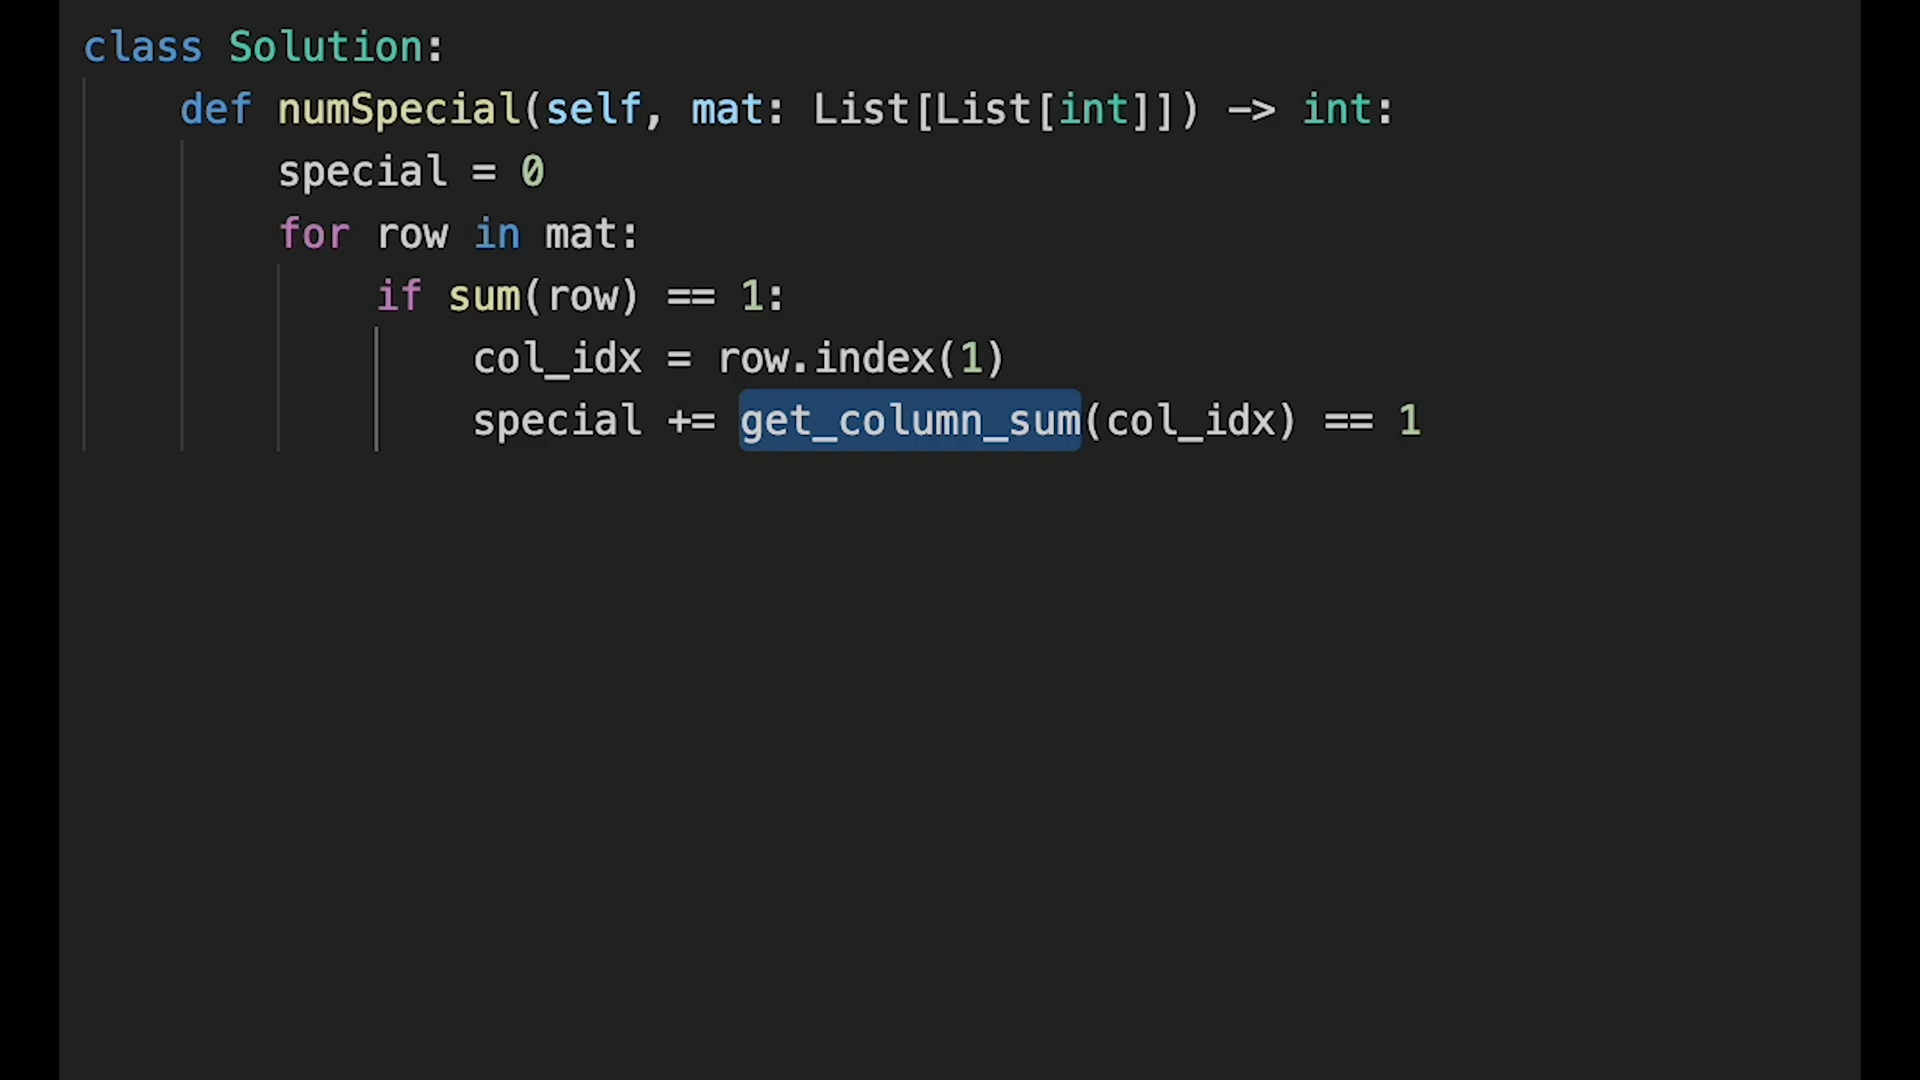 class Solution:
    def numSpecial(self, mat: List[List[int]]) -> int:
        special = 0
        for row in mat:
            if sum(row) == 1:
                col_idx = row.index(1)
                special += get_column_sum(col_idx) == 1